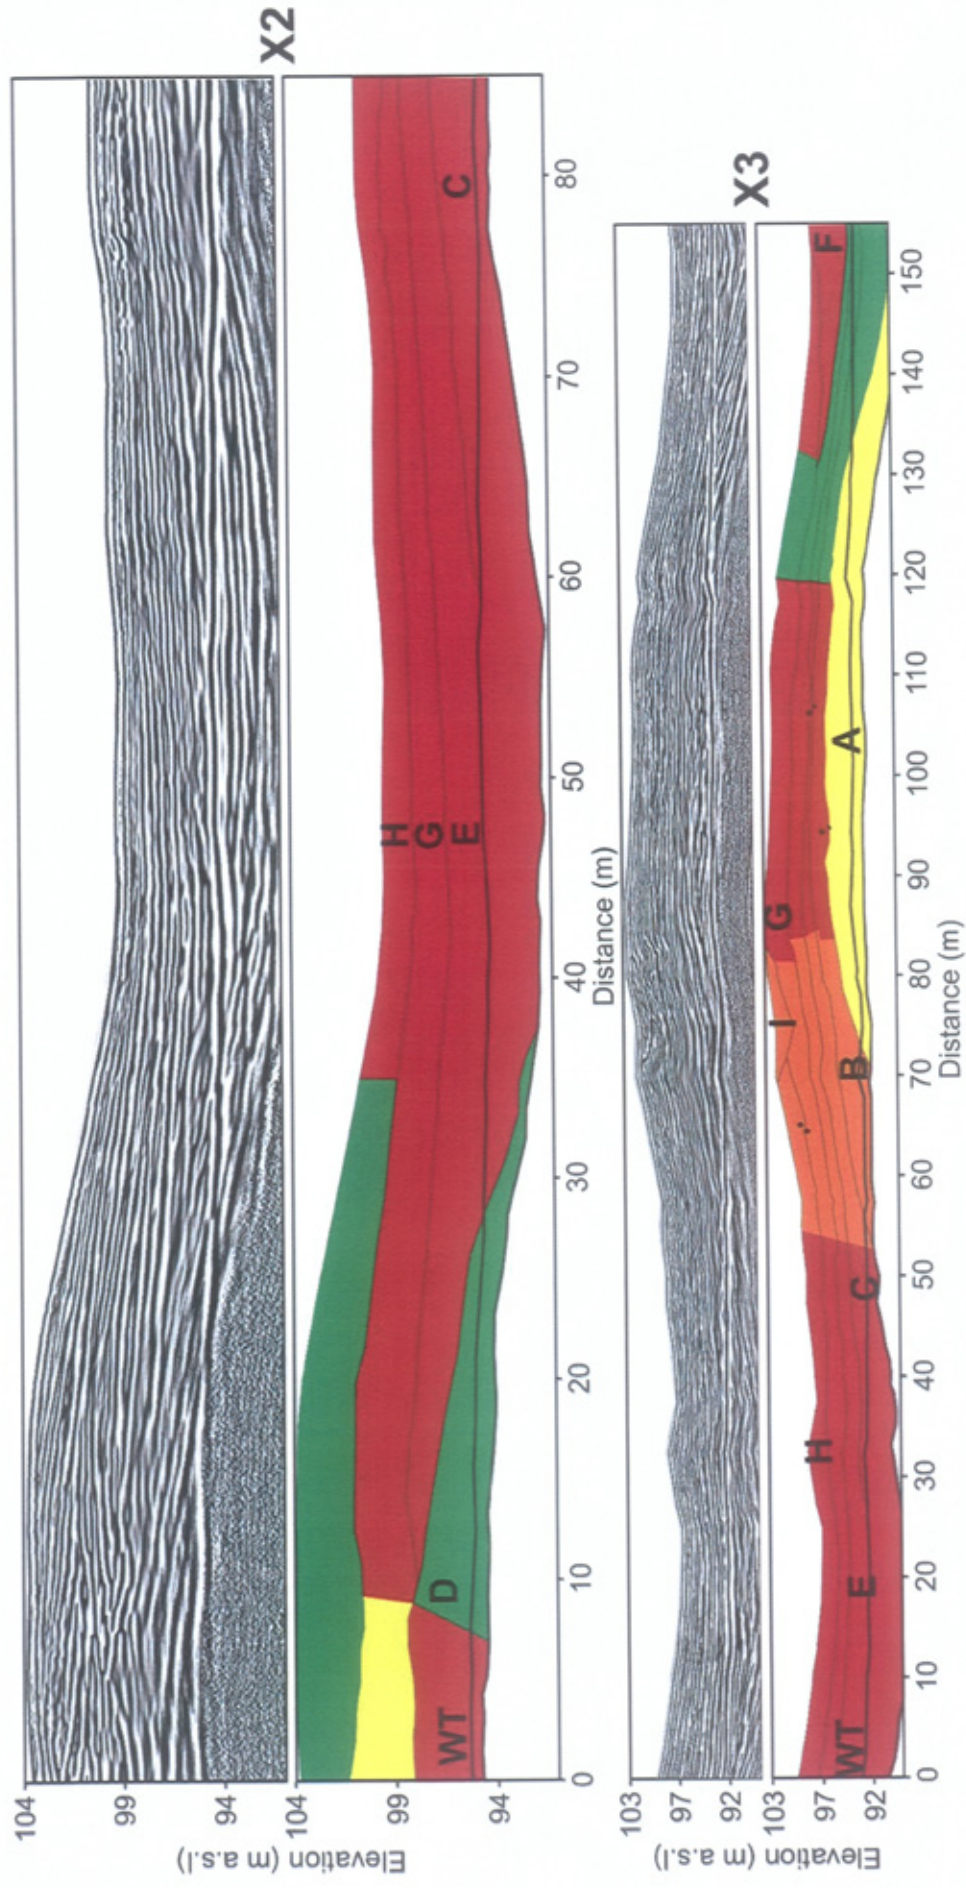 X2
Elevation (m a.s.l)
104
99
94
104
99
94
H
G
E
C
D
WT
0 10 20 30 40 50 60 70 80
Distance (m)
X3
Elevation (m a.s.l)
103
97
92
103
97
92
WT E H C B I G A F
0 10 20 30 40 50 60 70 80 90 100 110 120 130 140 150
Distance (m)